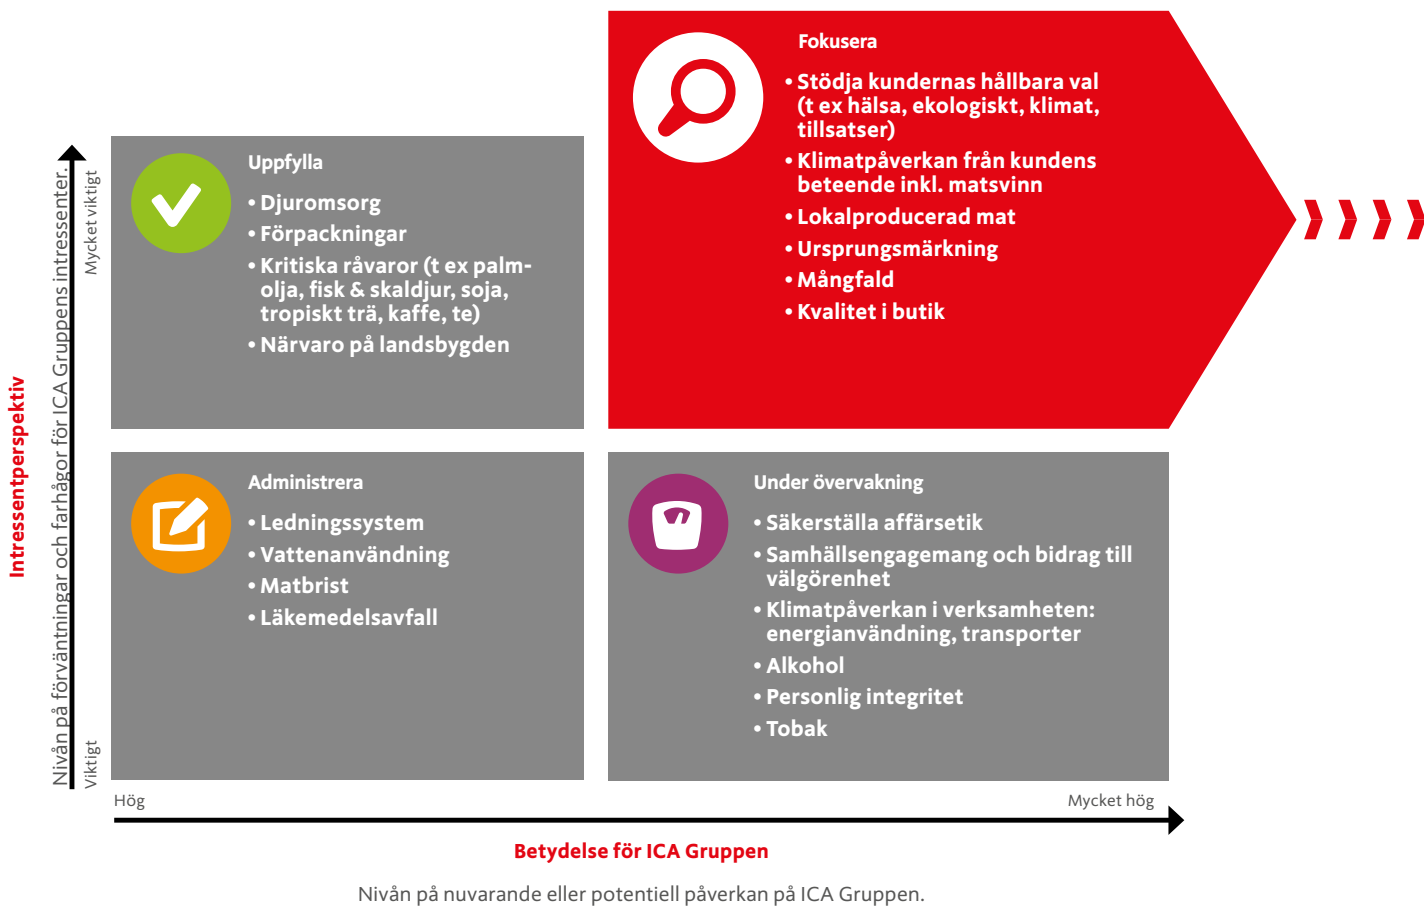 Fokusera
• Stödja kundernas hållbara val
(t ex hälsa, ekologiskt, klimat,
tillsatser)
• Klimatpåverkan från kundens
beteende inkl. matsvinn
• Lokalproducerad mat
• Ursprungsmärkning
• Mångfald
• Kvalitet i butik
Uppfylla
• Djuromsorg
• Förpackningar
• Kritiska råvaror (t ex palm-
olja, fisk & skaldjur, soja,
tropiskt trä, kaffe, te)
• Närvaro på landsbygden
Intressentperspektiv
Nivån på förväntningar och farhågor för ICA Gruppens intressenter.
Mycket viktigt
Viktigt
Administrera
• Ledningssystem
• Vattenanvändning
• Matbrist
• Läkemedelsavfall
Under övervakning
• Säkerställa affärsetik
• Samhällsengagemang och bidrag till
välgörenhet
• Klimatpåverkan i verksamheten:
energianvändning, transporter
• Alkohol
• Personlig integritet
• Tobak
Hög
Mycket hög
Betydelse för ICA Gruppen
Nivån på nuvarande eller potentiell påverkan på ICA Gruppen.